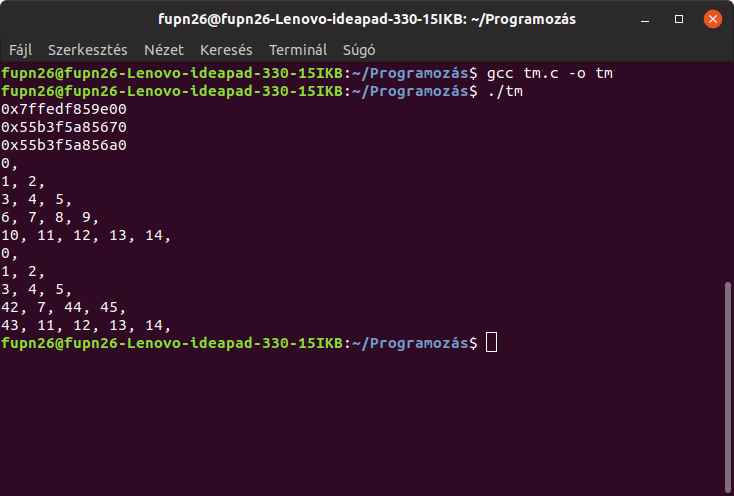 fupn26@fupn26-Lenovo-ideapad-330-15IKB: ~/Programozás
Fájl Szerkesztés Nézet Keresés Terminál Súgó
fupn26@fupn26-Lenovo-ideapad-330-15IKB:~/Programozás$ gcc tm.c -o tm
fupn26@fupn26-Lenovo-ideapad-330-15IKB:~/Programozás$ ./tm
0x7ffedf859e00
0x55b3f5a85670
0x55b3f5a856a0
0,
1, 2,
3, 4, 5,
6, 7, 8, 9,
10, 11, 12, 13, 14,
0,
1, 2,
3, 4, 5,
42, 7, 44, 45,
43, 11, 12, 13, 14,
fupn26@fupn26-Lenovo-ideapad-330-15IKB:~/Programozás$